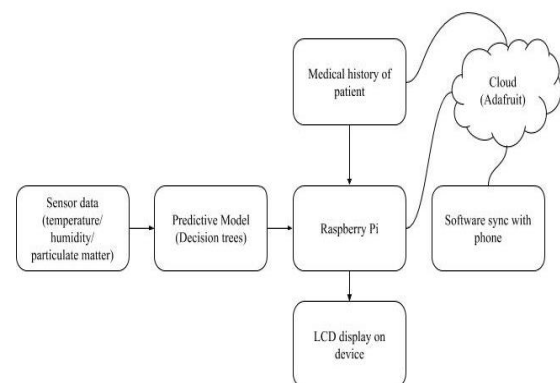 Medical history of
patient
Cloud
(Adafruit)
Sensor data
(temperature/
humidity/
particulate matter)
Predictive Model
(Decision trees)
Raspberry Pi
Software sync with
phone
LCD display on
device